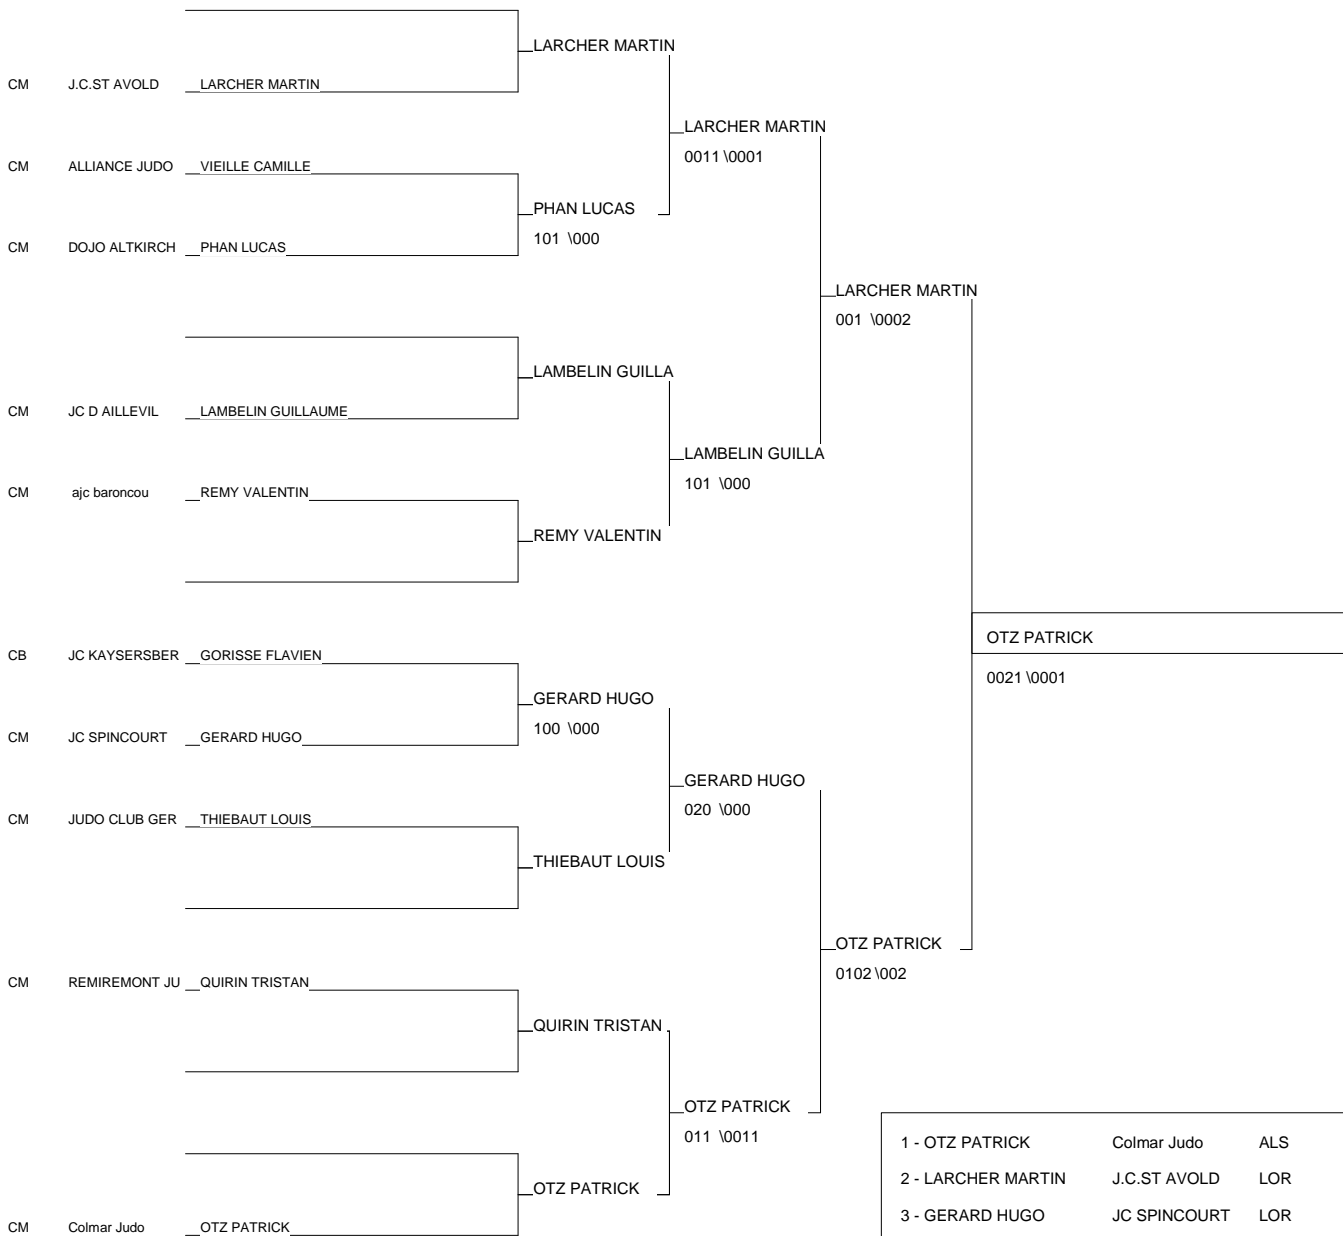 LARCHER MARTIN
CM J.C.ST AVOLD LARCHER MARTIN
LARCHER MARTIN
0011 \0001
CM ALLIANCE JUDO VIEILLE CAMILLE
PHAN LUCAS
101 \000
CM DOJO ALTKIRCH PHAN LUCAS
LARCHER MARTIN
001 \0002
LAMBELIN GUILLA
CM JC D AILLEVIL LAMBELIN GUILLAUME
LAMBELIN GUILLA
101 \000
CM ajc baroncou REMY VALENTIN
REMY VALENTIN
OTZ PATRICK
0021 \0001
CB JC KAYSERSBER GORISSE FLAVIEN
GERARD HUGO
100 \000
CM JC SPINCOURT GERARD HUGO
GERARD HUGO
020 \000
CM JUDO CLUB GER THIEBAUT LOUIS
THIEBAUT LOUIS
OTZ PATRICK
0102 \002
CM REMIREMONT JU QUIRIN TRISTAN
QUIRIN TRISTAN
OTZ PATRICK
011 \0011
OTZ PATRICK
CM Colmar Judo OTZ PATRICK
1 - OTZ PATRICK Colmar Judo ALS
2 - LARCHER MARTIN J.C.ST AVOLD LOR
3 - GERARD HUGO JC SPINCOURT LOR